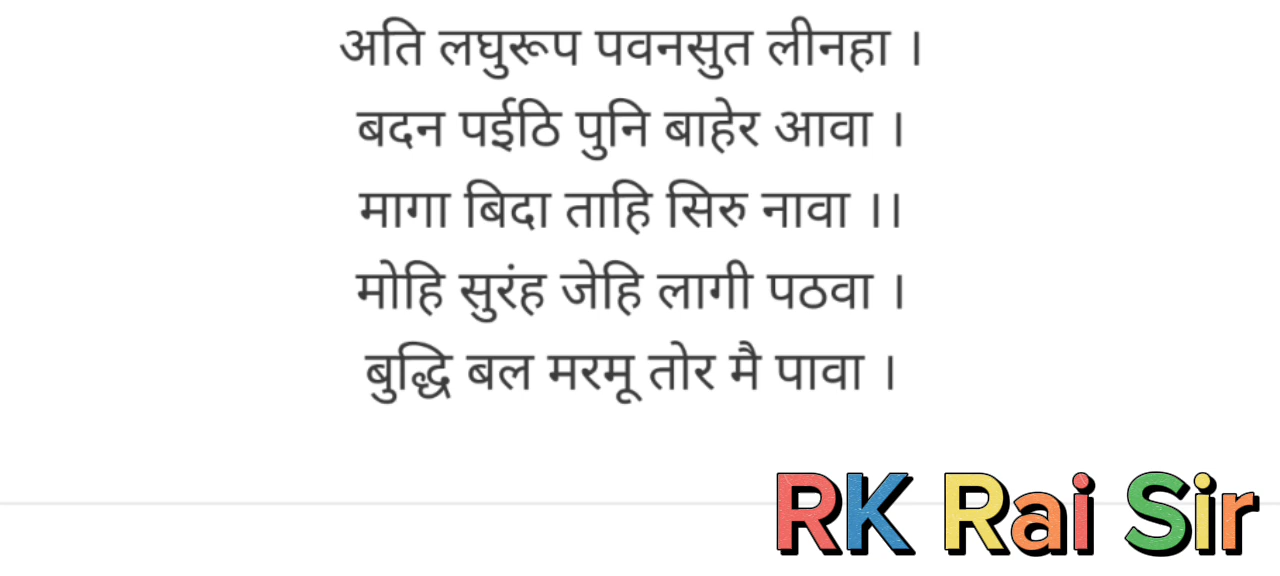 अति लघुरूप पवनसुत लीनहा ।
बदन पईठि पुनि बाहेर आवा ।
मागा बिदा ताहि सिरु नावा ।।
मोहि सुरंह जेहि लागी पठवा ।
बुद्धि बल मरमू तोर मै पावा ।
RK Rai Sir